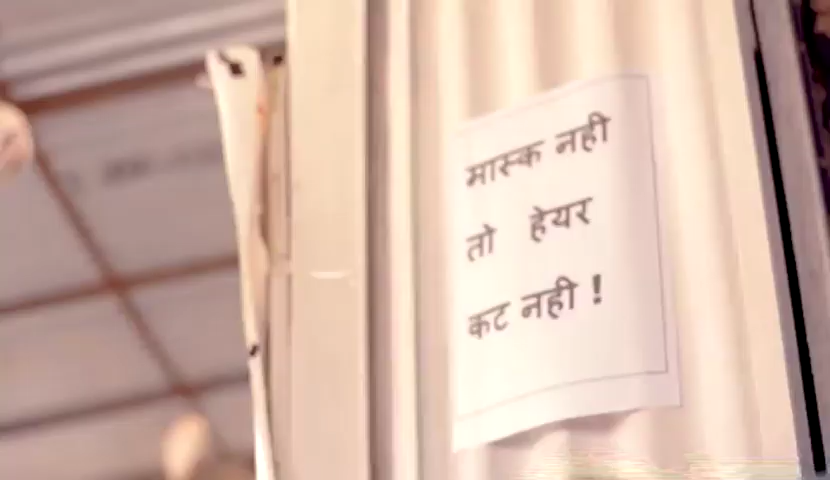 मास्क नही
तो हेयर
कट नही !